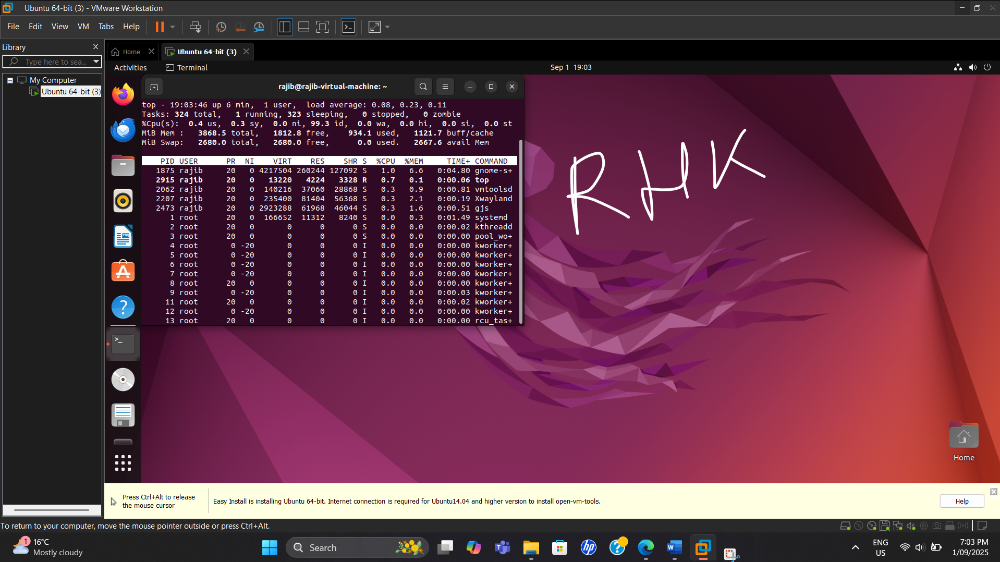 Ubuntu 64-bit (3) - VMware Workstation
File Edit View VM Tabs Help
Library
Type here to sea...
My Computer
Ubuntu 64-bit (3)
Home Ubuntu 64-bit (3)
Activities Terminal Sep 1 19:03
rajib@rajib-virtual-machine: ~
top - 19:03:46 up 6 min, 1 user, load average: 0.08, 0.23, 0.11
Tasks: 324 total, 1 running, 323 sleeping, 0 stopped, 0 zombie
%Cpu(s): 0.4 us, 0.3 sy, 0.0 ni, 99.3 id, 0.0 wa, 0.0 hi, 0.0 si, 0.0 st
MiB Mem : 3868.5 total, 1812.8 free, 934.1 used, 1121.7 buff/cache
MiB Swap: 2680.0 total, 2680.0 free, 0.0 used. 2667.6 avail Mem
PID USER PR NI VIRT RES SHR S %CPU %MEM TIME+ COMMAND
1875 rajib 20 0 4217504 260244 127092 S 1.0 6.6 0:04.80 gnome-s+
2915 rajib 20 0 13220 4224 3328 R 0.7 0.1 0:00.06 top
2062 rajib 20 0 140216 37060 28868 S 0.3 0.9 0:00.81 vmtoolsd
2207 rajib 20 0 235400 81404 56368 S 0.3 2.1 0:00.19 Xwayland
2473 rajib 20 0 2923288 61968 46044 S 0.3 1.6 0:00.51 gjs
1 root 20 0 166652 11312 8240 S 0.0 0.3 0:01.49 systemd
2 root 20 0 0 0 0 S 0.0 0.0 0:00.02 kthreadd
3 root 20 0 0 0 0 S 0.0 0.0 0:00.00 pool_wo+
4 root 0 -20 0 0 0 I 0.0 0.0 0:00.00 kworker+
5 root 0 -20 0 0 0 I 0.0 0.0 0:00.00 kworker+
6 root 0 -20 0 0 0 I 0.0 0.0 0:00.00 kworker+
7 root 0 -20 0 0 0 I 0.0 0.0 0:00.00 kworker+
8 root 20 0 0 0 0 I 0.0 0.0 0:00.00 kworker+
9 root 0 -20 0 0 0 I 0.0 0.0 0:00.03 kworker+
11 root 20 0 0 0 0 I 0.0 0.0 0:00.02 kworker+
12 root 0 -20 0 0 0 I 0.0 0.0 0:00.00 kworker+
13 root 20 0 0 0 0 I 0.0 0.0 0:00.00 rcu_tas+
RHK
Home
Press Ctrl+Alt to release
the mouse cursor
Easy Install is installing Ubuntu 64-bit. Internet connection is required for Ubuntu14.04 and higher version to install open-vm-tools.
Help
To return to your computer, move the mouse pointer outside or press Ctrl+Alt.
1
16°C
Mostly cloudy
Search
ENG
US
7:03 PM
1/09/2025